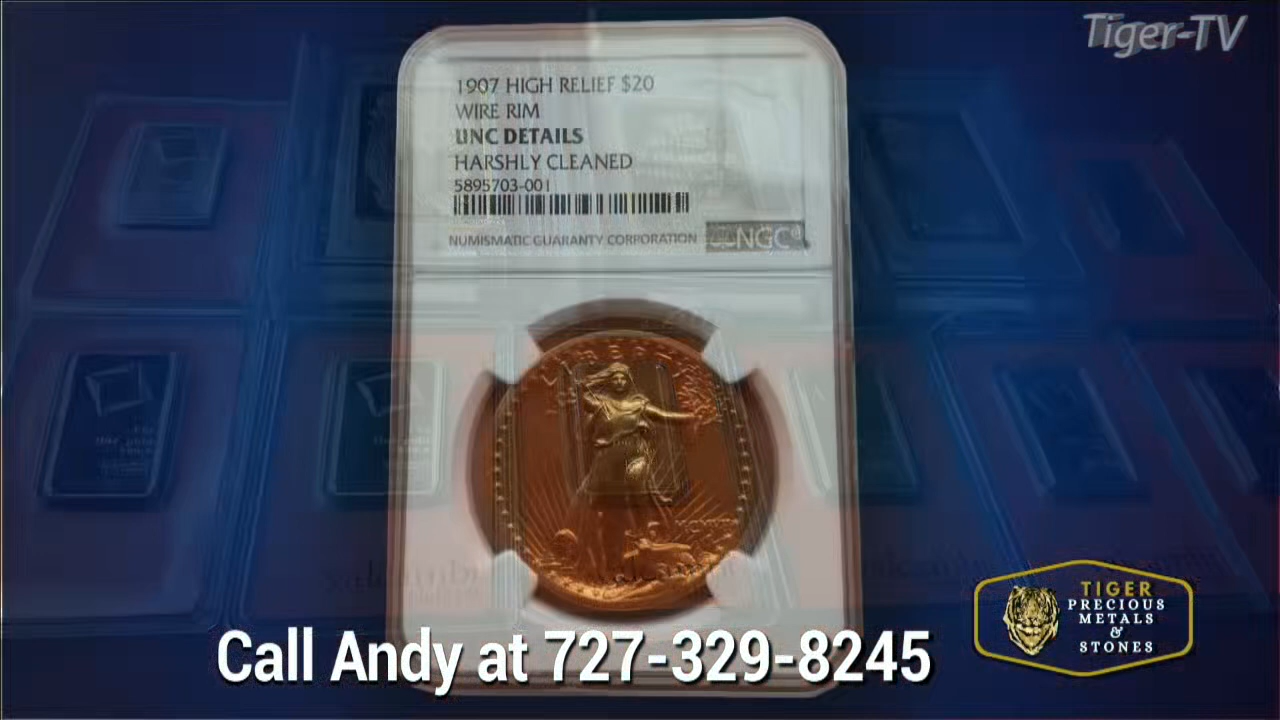 Tiger-TV
1907 HIGH RELIEF $20
WIRE RIM
UNC DETAILS
HARSHLY CLEANED
5895703-001
NUMISMATIC GUARANTY CORPORATION NGC
LIBERTY
TIGER
PRECIOUS
METALS
&
STONES
Call Andy at 727-329-8245